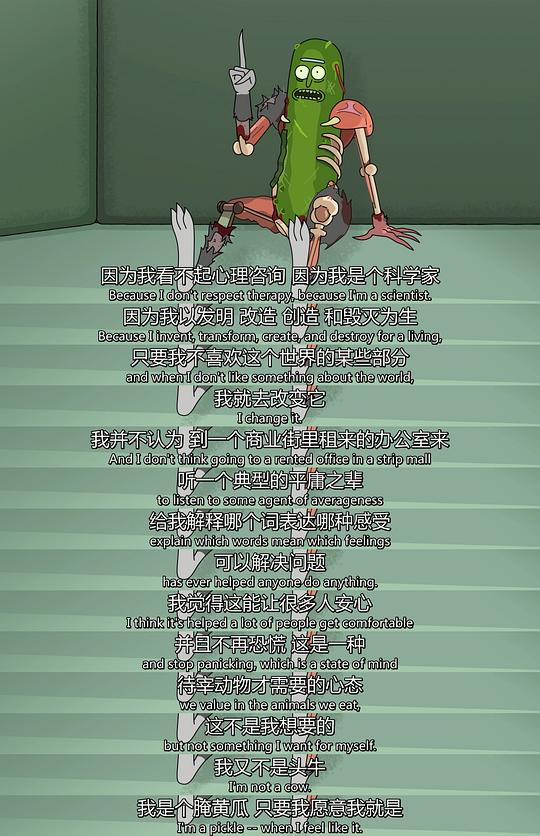 因为我看不起心理咨询 因为我是个科学家
Because I don't respect therapy, because I'm a scientist.
因为我以发明 改造 创造 和毁灭为生
Because I invent, transform, create, and destroy for a living,
只要我不喜欢这个世界的某些部分
and when I don't like something about the world,
我就去改变它
I change it.
我并不认为 到一个商业街里租来的办公室来
And I don't think going to a rented office in a strip mall
听一个典型的平庸之辈
to listen to some agent of averageness
给我解释哪个词表达哪种感受
explain which words mean which feelings
可以解决问题
has ever helped anyone do anything.
我觉得这能让很多人安心
I think it's helped a lot of people get comfortable
并且不再恐慌 这是一种
and stop panicking, which is a state of mind
待宰动物才需要的心态
we value in the animals we eat,
这不是我想要的
but not something I want for myself.
我又不是头牛
I'm not a cow.
我是个腌黄瓜 只要我愿意我就是
I'm a pickle -- when I feel like it.